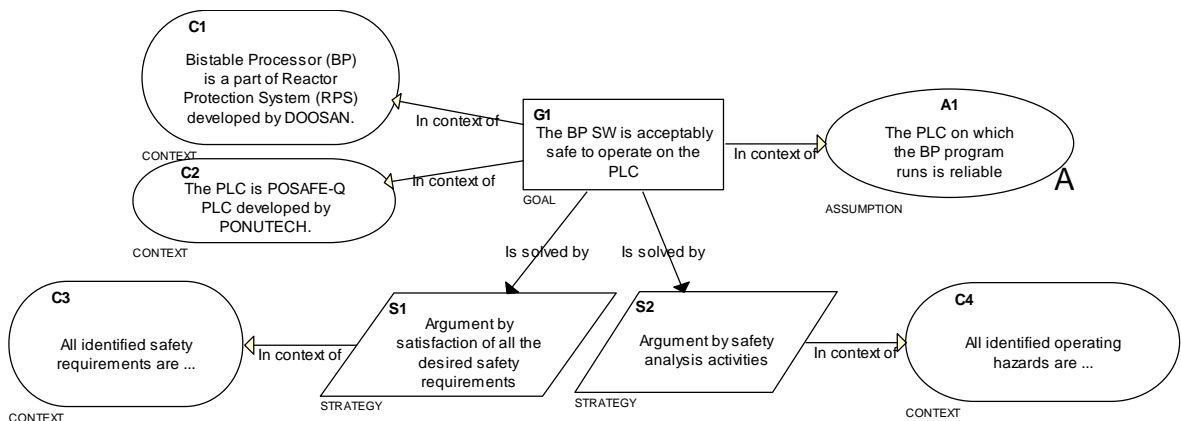 C1
Bistable Processor (BP)
is a part of Reactor
Protection System (RPS)
developed by DOOSAN.
CONTEXT
In context of
G1
The BP SW is acceptably
safe to operate on the
PLC
GOAL
In context of
A1
The PLC on which
the BP program
runs is reliable
A
ASSUMPTION
C2
The PLC is POSAFE-Q
PLC developed by
PONUTECH.
CONTEXT
In context of
Is solved by
Is solved by
C3
All identified safety
requirements are ...
CONTEXT
In context of
S1
Argument by
satisfaction of all the
desired safety
requirements
STRATEGY
S2
Argument by safety
analysis activities
STRATEGY
In context of
C4
All identified operating
hazards are ...
CONTEXT